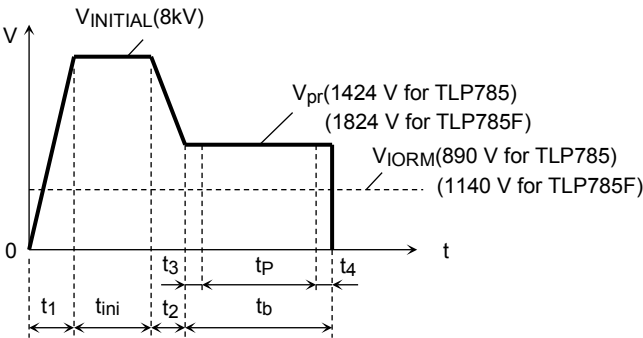 VINITIAL(8kV)
V
Vpr(1424 V for TLP785)
(1824 V for TLP785F)
VIORM(890 V for TLP785)
(1140 V for TLP785F)
0
t
t3
tP
t4
t1
tini
t2
tb